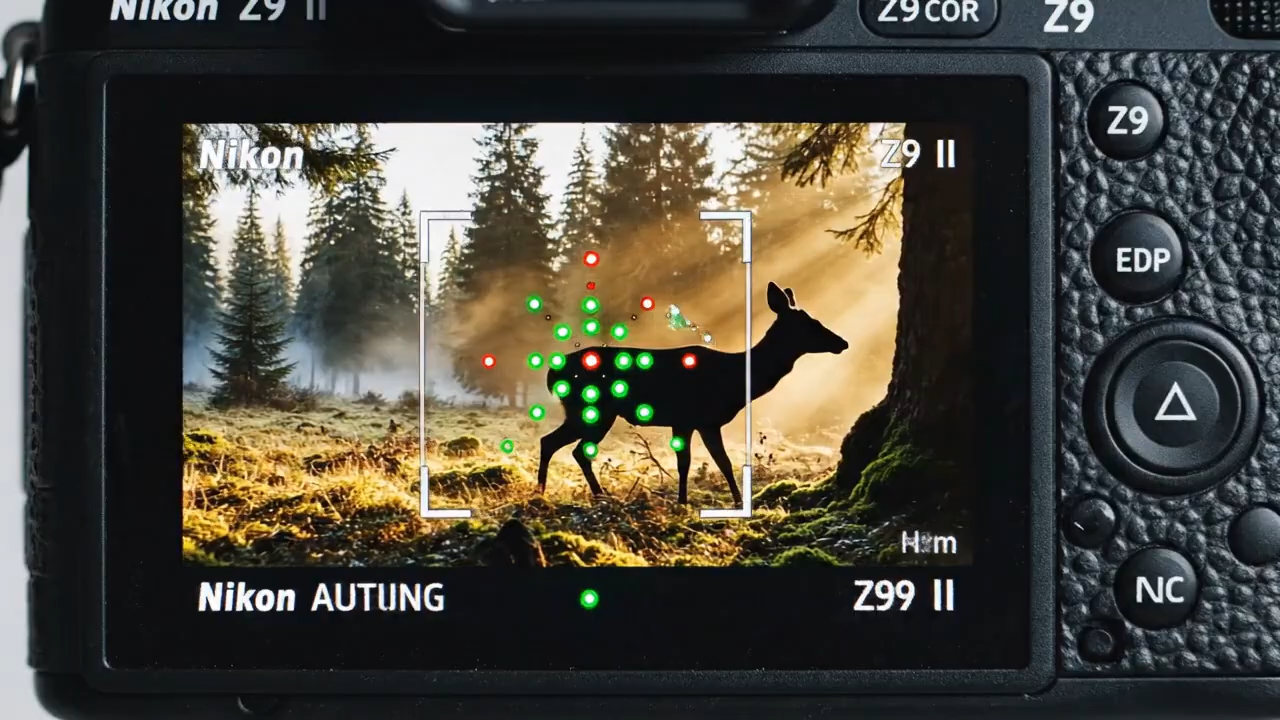 Nikon Z9 II
Z9 COR
Z9
Nikon
Z9 II
Z9
EDP
Nikon AUTUNG
Z99 II
NC